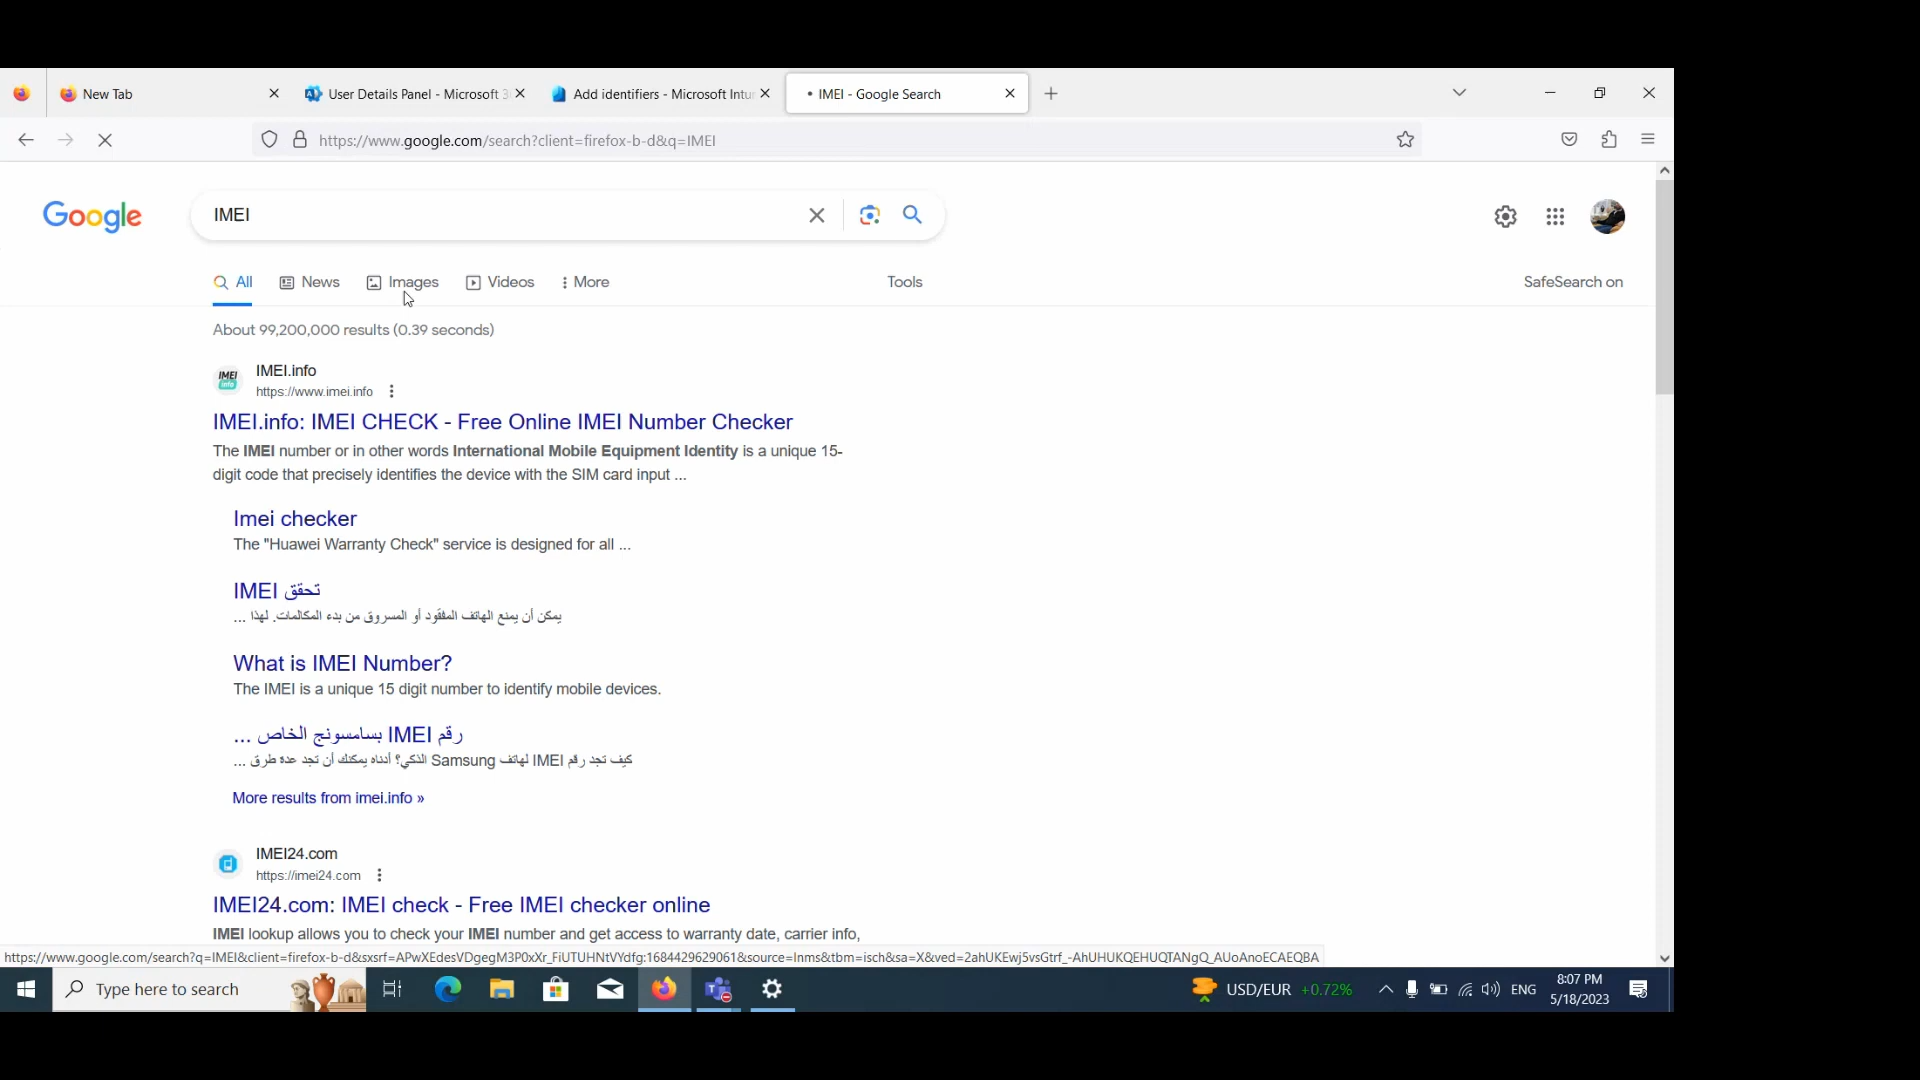 New Tab
User Details Panel - Microsoft 3
Add identifiers - Microsoft Intun
• IMEI - Google Search
https://www.google.com/search?client=firefox-b-d&q=IMEI
Google
IMEI
All
News
Images
Videos
More
Tools
SafeSearch on
About 99,200,000 results (0.39 seconds)
IMEI info
IMEI.info
https://www.imei.info
IMEI.info: IMEI CHECK - Free Online IMEI Number Checker
The IMEI number or in other words International Mobile Equipment Identity is a unique 15-
digit code that precisely identifies the device with the SIM card input ...
Imei checker
The "Huawei Warranty Check" service is designed for all ...
تحقق IMEI
يمكن أن يمنع الهاتف المفقود أو المسروق من بدء المكالمات. لهذا ...
What is IMEI Number?
The IMEI is a unique 15 digit number to identify mobile devices.
رقم IMEI بسامسونج الخاص ...
كيف تجد رقم IMEI لهاتف Samsung الذكي؟ أدناه يمكنك أن تجد عدة طرق ...
More results from imei.info »
IMEI24.com
https://imei24.com
IMEI24.com: IMEI check - Free IMEI checker online
IMEI lookup allows you to check your IMEI number and get access to warranty date, carrier info,
https://www.google.com/search?q=IMEI&client=firefox-b-d&sxsrf=APwXEdesVDgegM3P0xXr_FiUTUHNtVYdfg:1684429629061&source=lnms&tbm=isch&sa=X&ved=2ahUKEwj5vsGtrf_-AhUHUKQEHUQTANgQ_AUoAnoECAEQBA
Type here to search
USD/EUR +0.72%
ENG
8:07 PM
5/18/2023